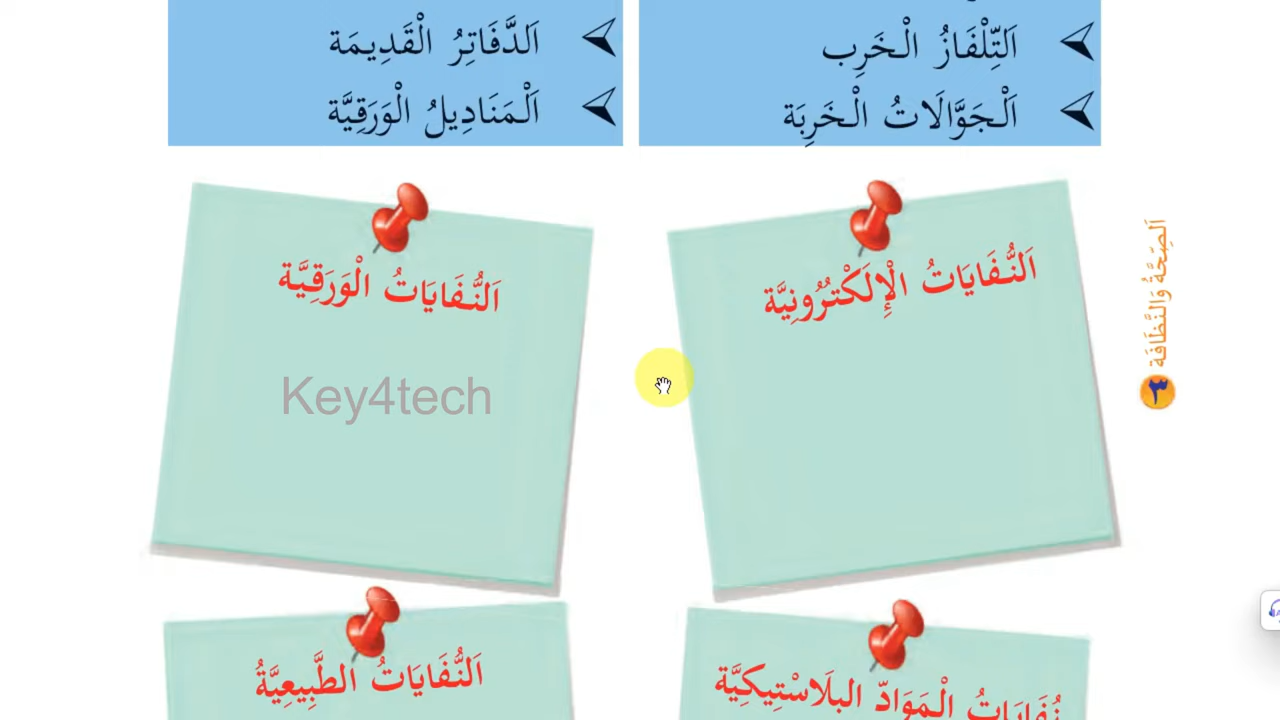 اَلتِّلْفَازُ الْخَرِب
اَلْجَوَّالَاتُ الْخَرِبَة
اَلدَّفَاتِرُ الْقَدِيمَة
اَلْمَنَادِيلُ الْوَرَقِيَّة
اَلنُّفَايَاتُ الْإِلَكْتُرُونِيَّة
اَلنُّفَايَاتُ الْوَرَقِيَّة
Key4tech
نُفَايَاتُ الْمَوَادّ البلَاسْتِيكِيَّة
اَلنُّفَايَاتُ الطَّبِيعِيَّةُ
اَلصِحَّةُ وَالنَّظَافَة
٣